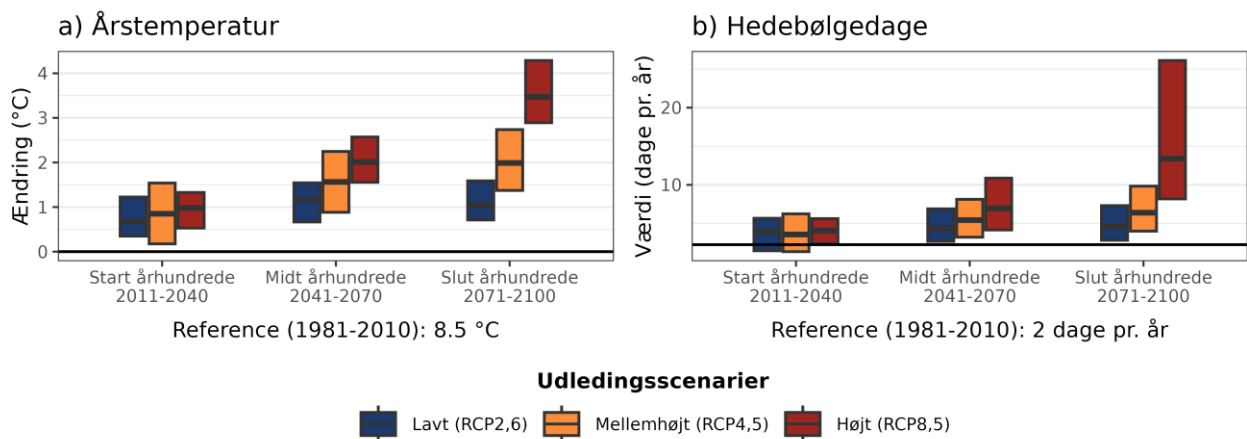 a) Årstemperatur
Ændring (°C)
4
3
2
1
0
Start århundrede
2011-2040
Midt århundrede
2041-2070
Slut århundrede
2071-2100
Reference (1981-2010): 8.5 °C
b) Hedebølgedage
Værdi (dage pr. år)
20
10
Start århundrede
2011-2040
Midt århundrede
2041-2070
Slut århundrede
2071-2100
Reference (1981-2010): 2 dage pr. år
Udledingsscenarier
Lavt (RCP2,6)
Mellemhøjt (RCP4,5)
Højt (RCP8,5)